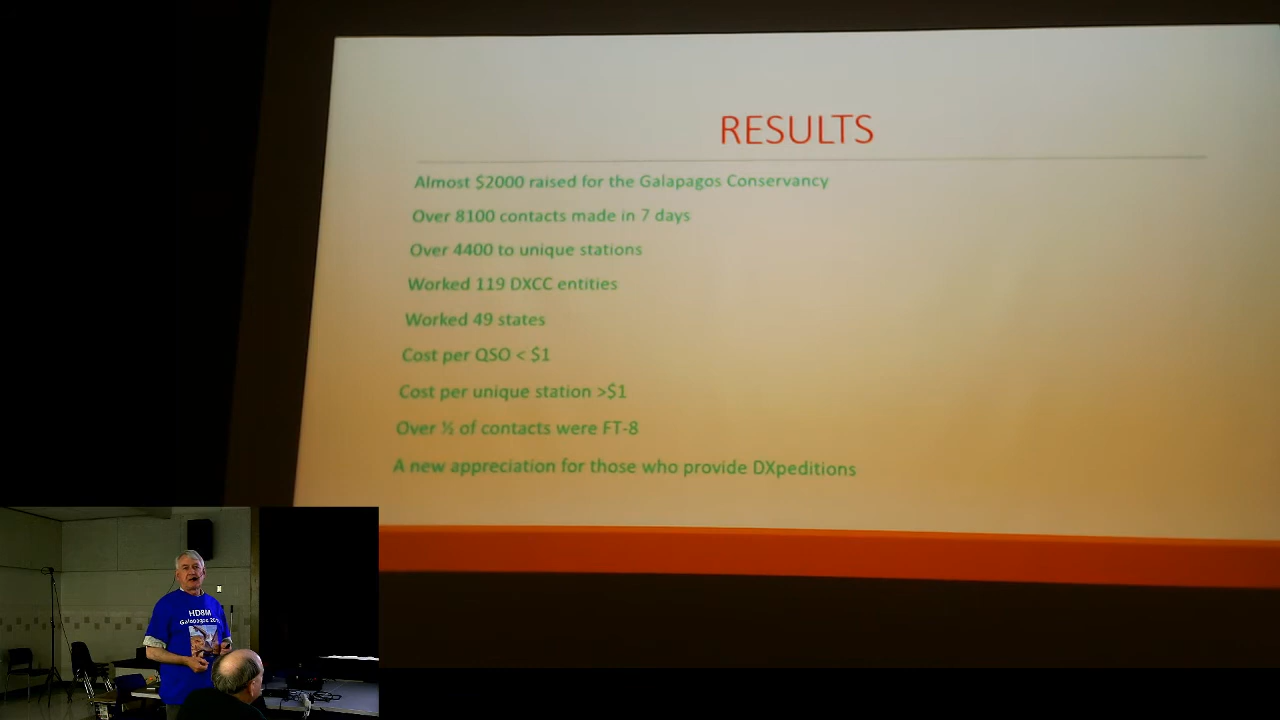 RESULTS
Almost $2000 raised for the Galapagos Conservancy
Over 8100 contacts made in 7 days
Over 4400 to unique stations
Worked 119 DXCC entities
Worked 49 states
Cost per QSO < $1
Cost per unique station >$1
Over ½ of contacts were FT-8
A new appreciation for those who provide DXpeditions
HD8M
Galapagos